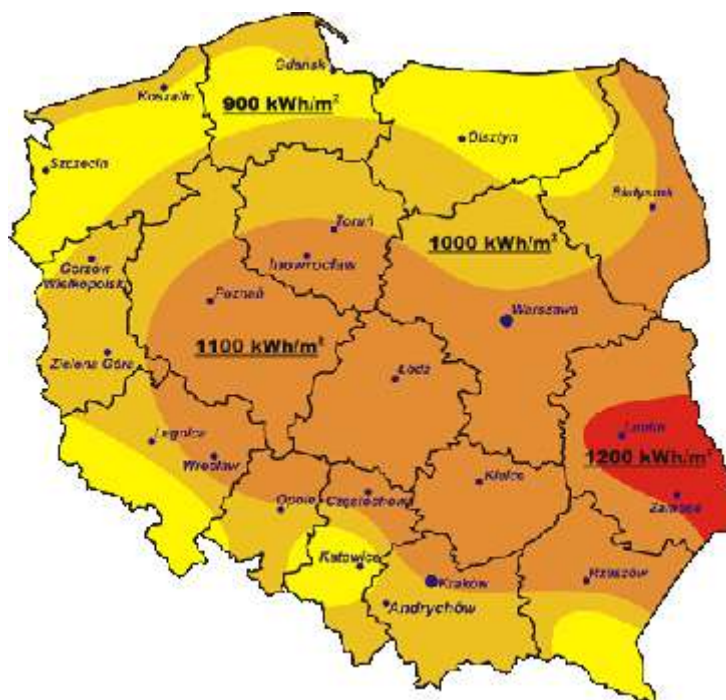 Gdańsk
Koszalin
900 kWh/m²
Olsztyn
Szczecin
Białystok
Toruń
1000 kWh/m²
Inowrocław
Gorzów
Wielkopolski
Poznań
Warszawa
1100 kWh/m²
Zielona Góra
Łódź
Legnica
Lublin
Wrocław
1200 kWh/m²
Kielce
Opole
Częstochowa
Zamość
Katowice
Kraków
Rzeszów
Andrychów